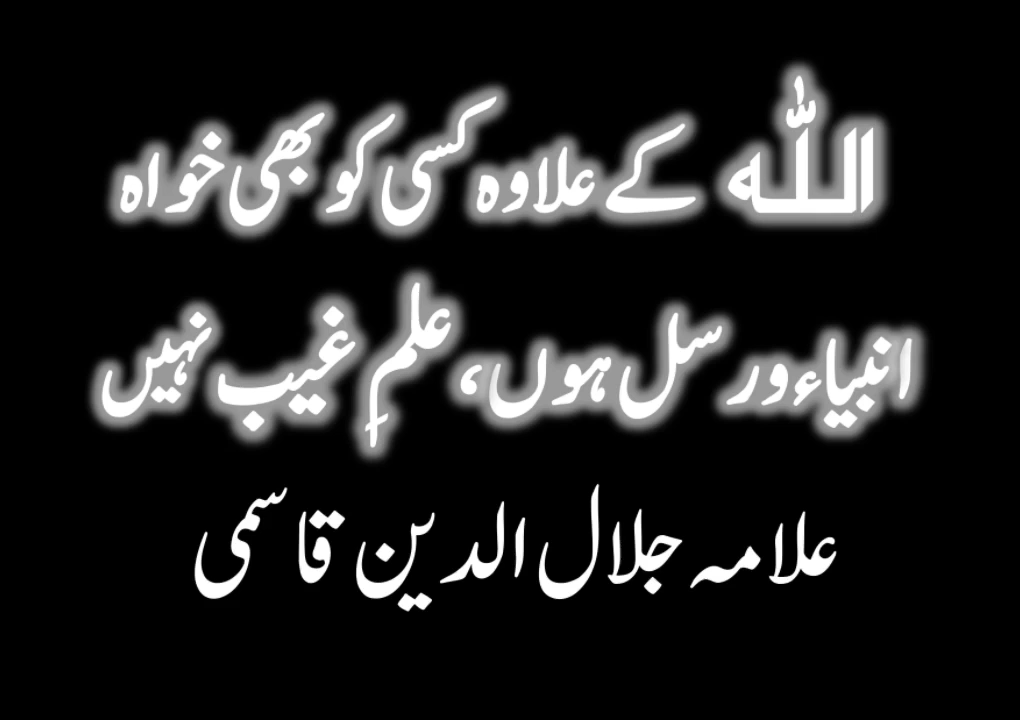 اللہ کے علاوہ کسی کو بھی خواہ
انبیاء ورسل ہوں، علمِ غیب نہیں
علامہ جلال الدین قاسمی